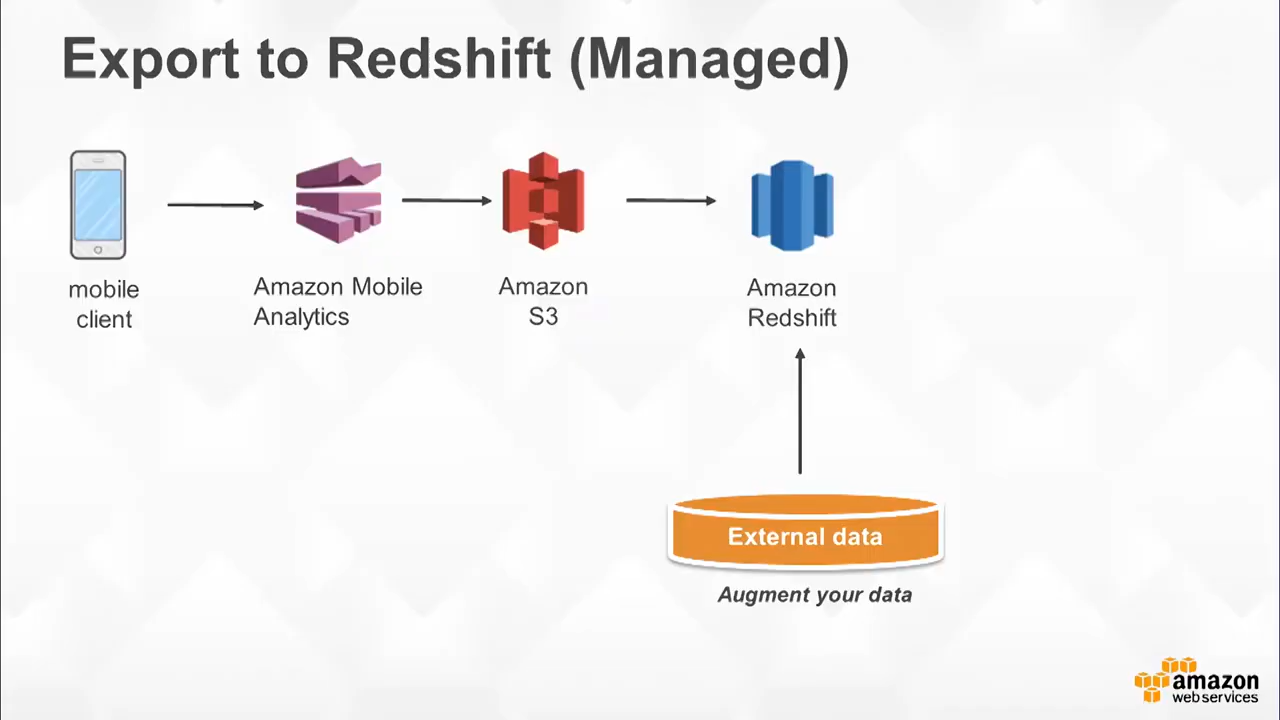 Export to Redshift (Managed)
mobile
client
Amazon Mobile
Analytics
Amazon
S3
Amazon
Redshift
External data
Augment your data
amazon
web services